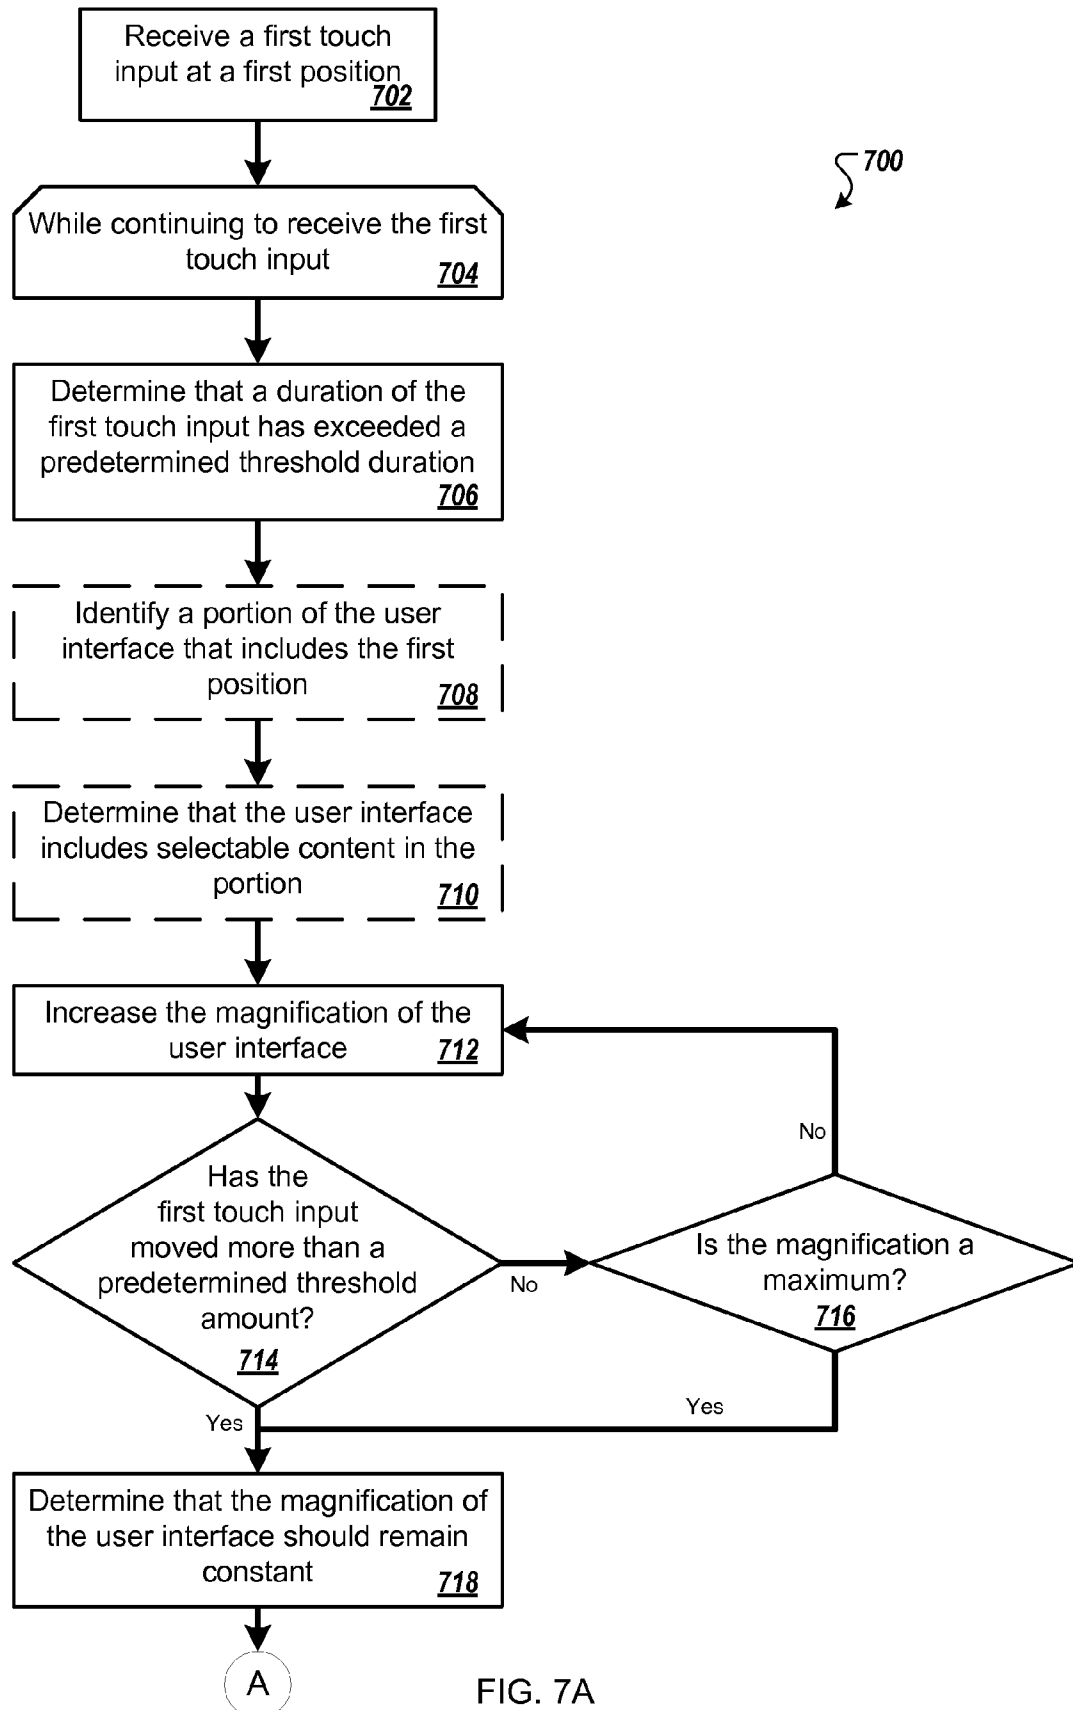 Receive a first touch
input at a first position
702
700
While continuing to receive the first
touch input
704
Determine that a duration of the
first touch input has exceeded a
predetermined threshold duration
706
Identify a portion of the user
interface that includes the first
position
708
Determine that the user interface
includes selectable content in the
portion
710
Increase the magnification of the
user interface
712
No
Has the
first touch input
moved more than a
predetermined threshold
amount?
714
No
Is the magnification a
maximum?
716
Yes
Yes
Determine that the magnification of
the user interface should remain
constant
718
A
FIG. 7A